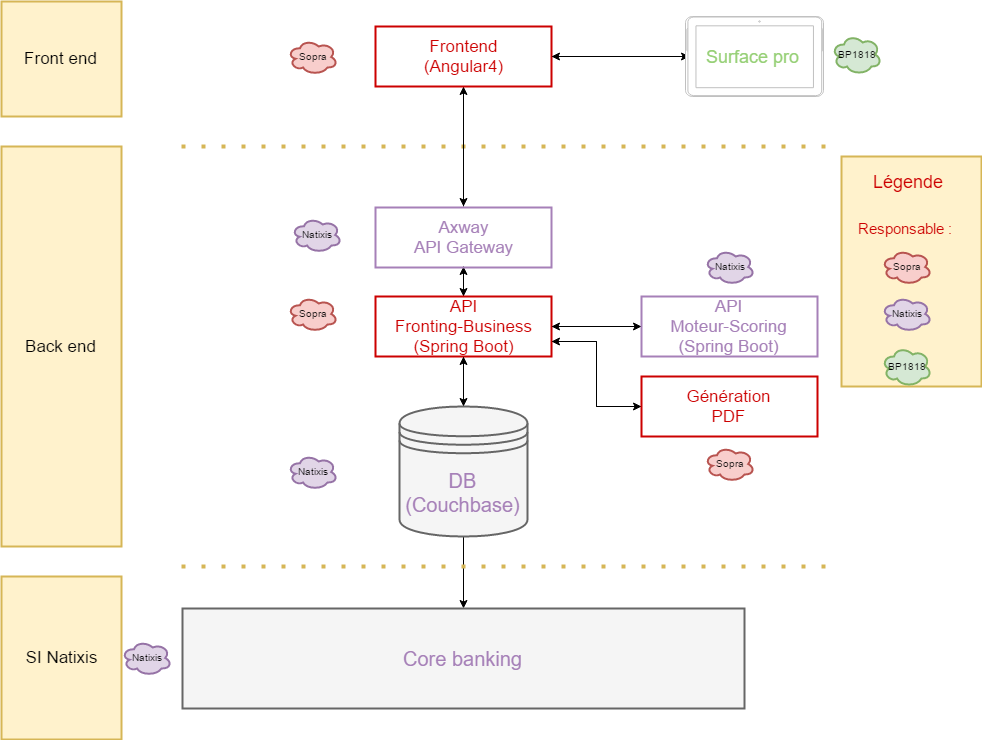 Front end
Sopra
Frontend
(Angular4)
Surface pro
BP1818
Back end
Natixis
Axway
API Gateway
Sopra
API
Fronting-Business
(Spring Boot)
Natixis
API
Moteur-Scoring
(Spring Boot)
Génération
PDF
Sopra
Natixis
DB
(Couchbase)
Légende
Responsable :
Sopra
Natixis
BP1818
SI Natixis
Natixis
Core banking